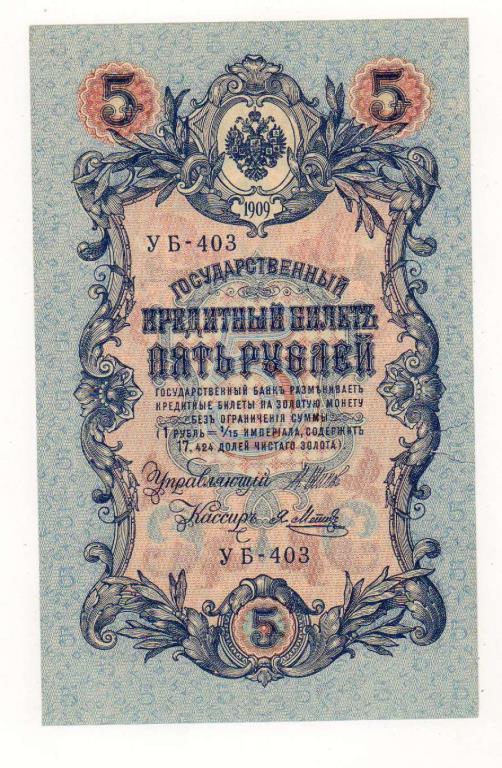 5 5
1909
УБ-403
ГОСУДАРСТВЕННЫЙ
КРЕДИТНЫЙ БИЛЕТЪ
ПЯТЬ РУБЛЕЙ
ГОСУДАРСТВЕННЫЙ БАНКЪ РАЗМѢНИВАЕТЪ
КРЕДИТНЫЕ БИЛЕТЫ НА ЗОЛОТУЮ МОНЕТУ
БЕЗЪ ОГРАНИЧЕНІЯ СУММЫ
(1 РУБЛЬ = 1/15 ИМПЕРІАЛА, СОДЕРЖИТЪ
17,424 ДОЛЕЙ ЧИСТАГО ЗОЛОТА).
Управляющій
Кассиръ
УБ-403
5